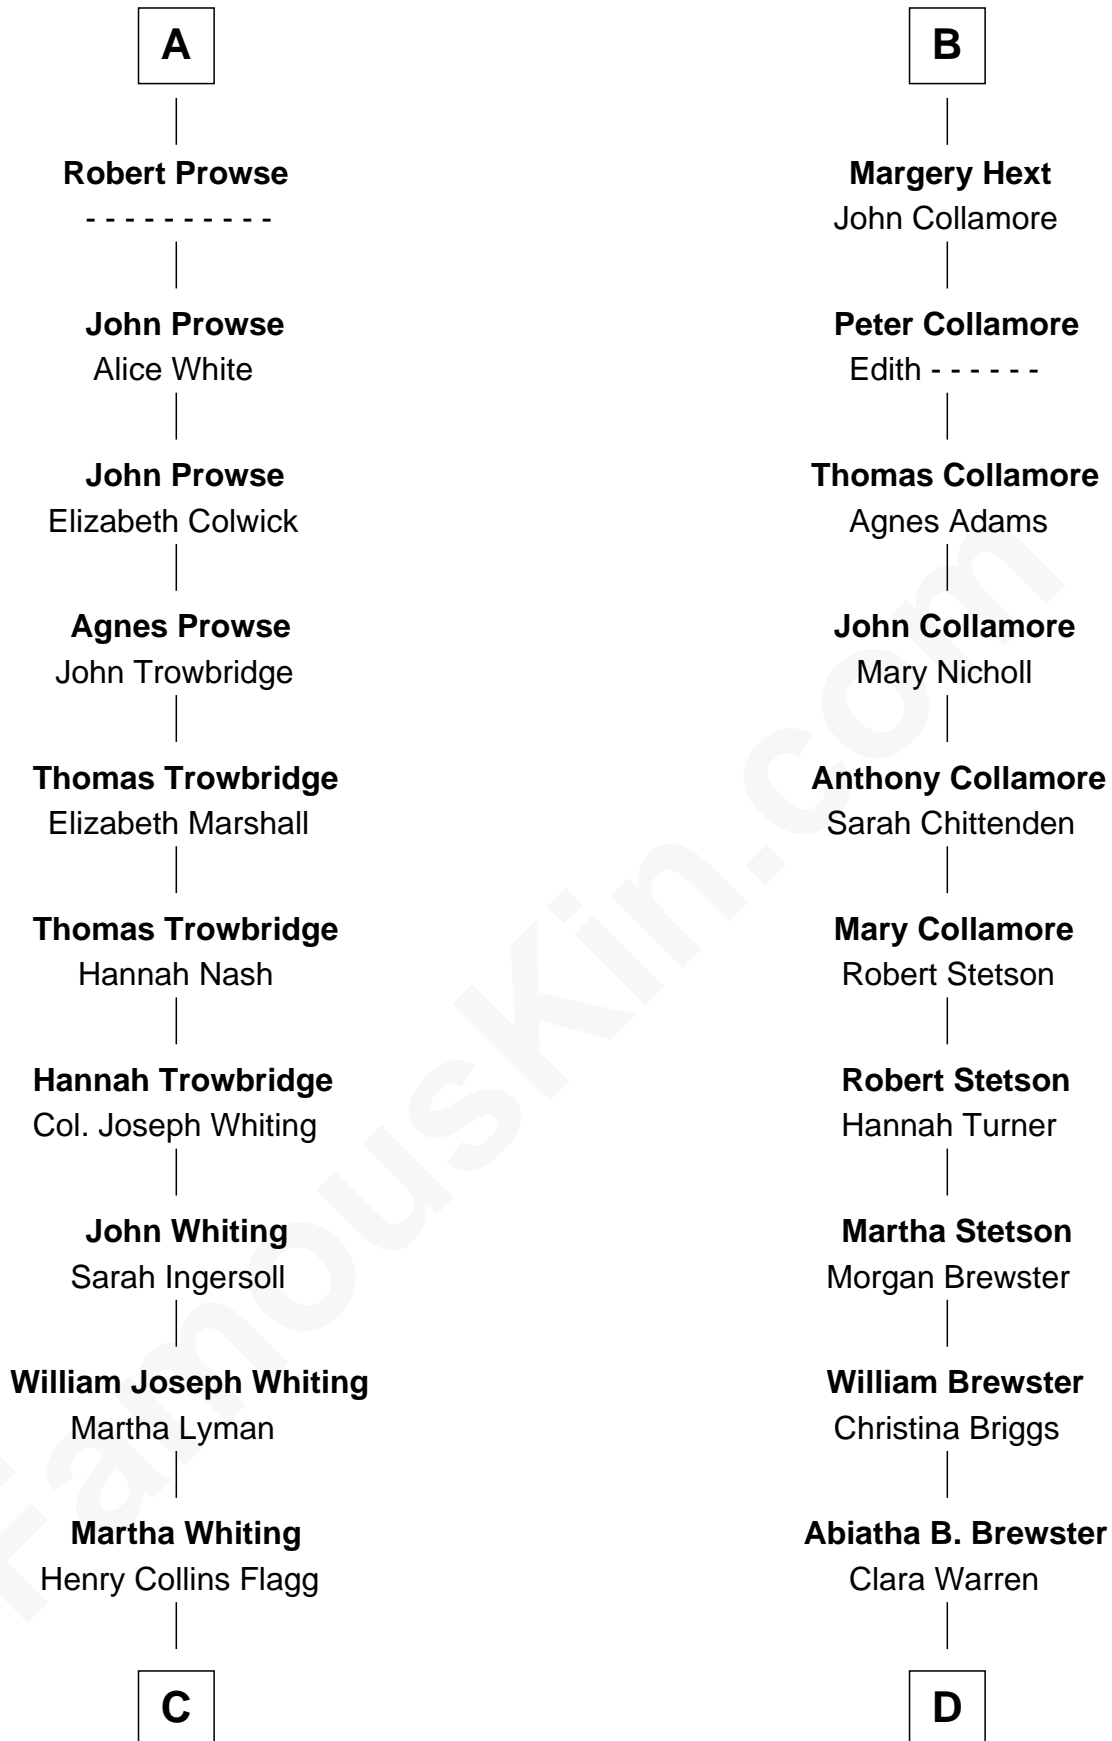 A
Robert Prowse
- - - - - - - - - -
John Prowse
Alice White
John Prowse
Elizabeth Colwick
Agnes Prowse
John Trowbridge
Thomas Trowbridge
Elizabeth Marshall
Thomas Trowbridge
Hannah Nash
Hannah Trowbridge
Col. Joseph Whiting
John Whiting
Sarah Ingersoll
William Joseph Whiting
Martha Lyman
Martha Whiting
Henry Collins Flagg
C
B
Margery Hext
John Collamore
Peter Collamore
Edith - - - - - -
Thomas Collamore
Agnes Adams
John Collamore
Mary Nicholl
Anthony Collamore
Sarah Chittenden
Mary Collamore
Robert Stetson
Robert Stetson
Hannah Turner
Martha Stetson
Morgan Brewster
William Brewster
Christina Briggs
Abiatha B. Brewster
Clara Warren
D
FamousKin.com